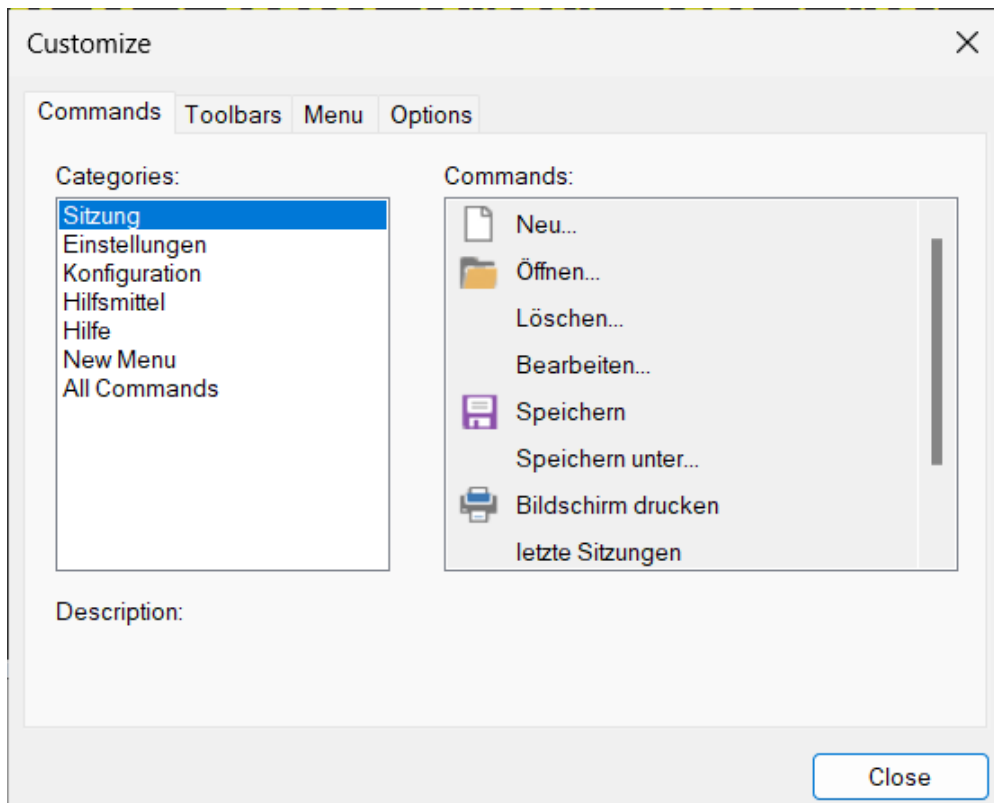 Customize
Commands Toolbars Menu Options
Categories:
Sitzung
Einstellungen
Konfiguration
Hilfsmittel
Hilfe
New Menu
All Commands
Commands:
Neu...
Öffnen...
Löschen...
Bearbeiten...
Speichern
Speichern unter...
Bildschirm drucken
letzte Sitzungen
Description:
Close